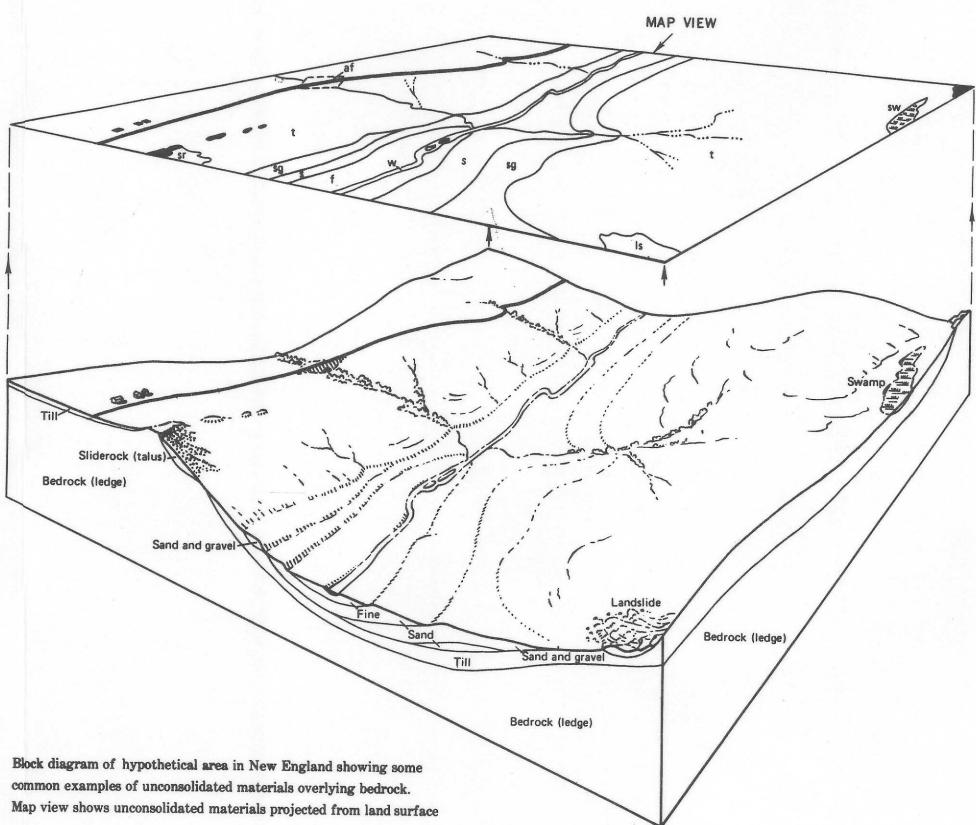 MAP VIEW
af
sw
t
sr
sg
s
f
w
s
sg
t
ls
Till
Swamp
Sliderock (talus)
Bedrock (ledge)
Sand and gravel
Landslide
Fine
Sand
Till
Sand and gravel
Bedrock (ledge)
Bedrock (ledge)
Block diagram of hypothetical area in New England showing some
common examples of unconsolidated materials overlying bedrock.
Map view shows unconsolidated materials projected from land surface